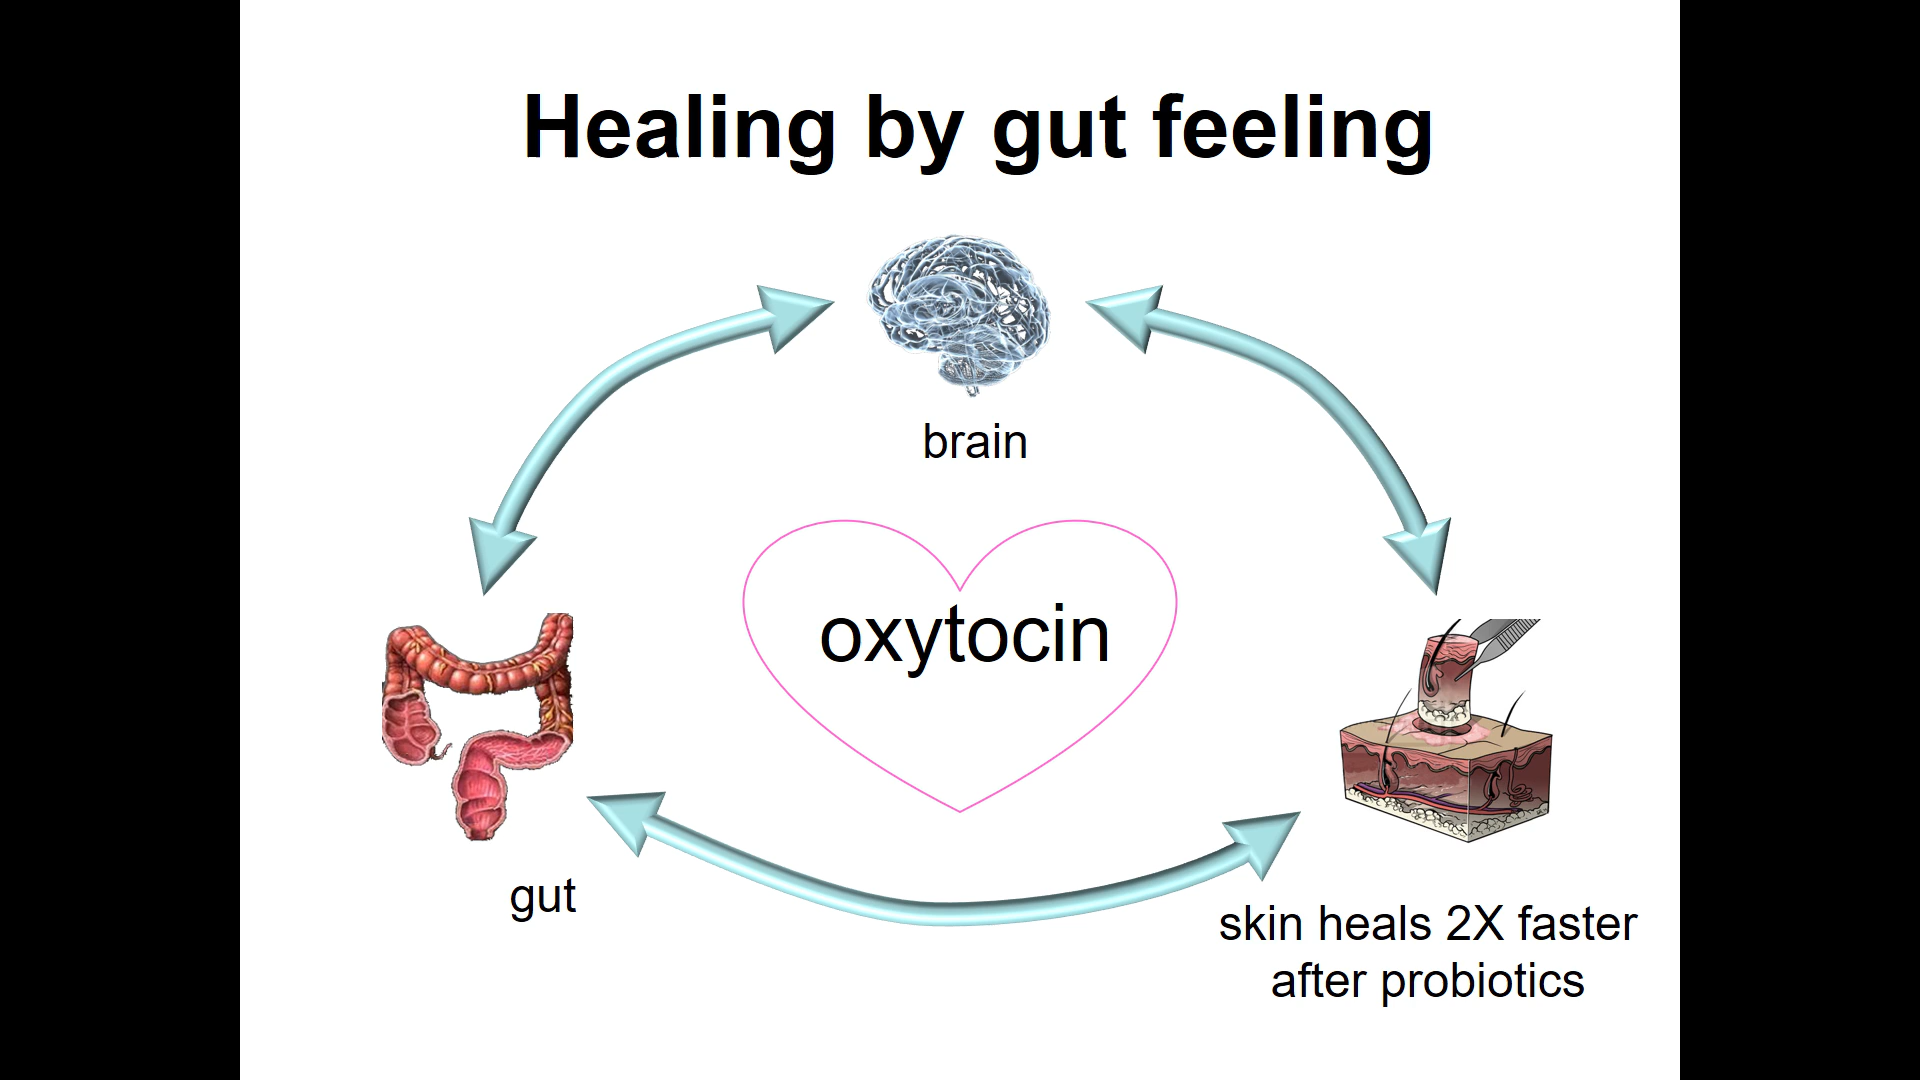 Healing by gut feeling
brain
oxytocin
gut
skin heals 2X faster
after probiotics